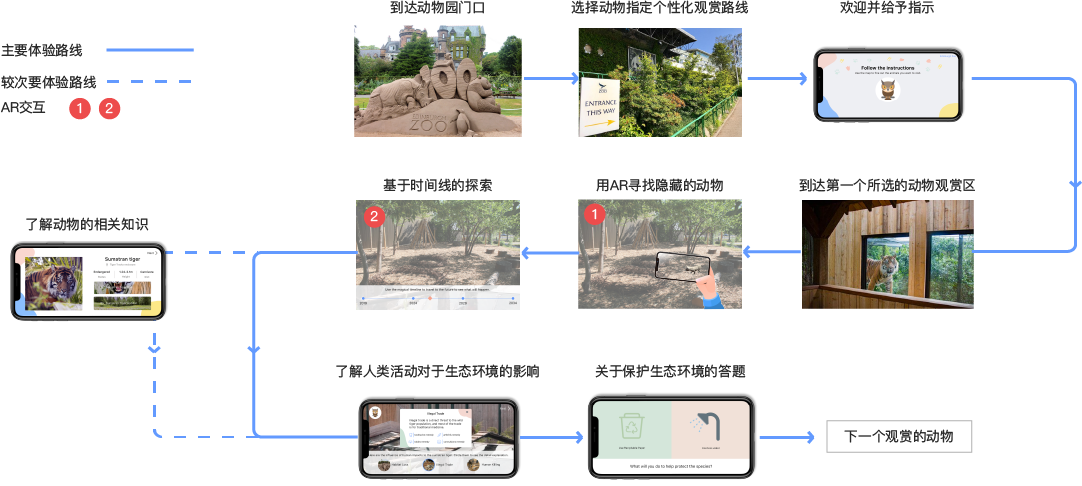 到达动物园门口
选择动物指定个性化观赏路线
欢迎并给予指示
主要体验路线
较次要体验路线
AR交互
1
2
ZOO
ZOO
ENTRANCE
THIS WAY
Follow the instructions
基于时间线的探索
用AR寻找隐藏的动物
到达第一个所选的动物观赏区
了解动物的相关知识
2
1
Sumatran tiger
Use the magical timeline to travel to the future to see what will happen
了解人类活动对于生态环境的影响
关于保护生态环境的答题
Illegal Trade
What will you do to help protect the species?
下一个观赏的动物